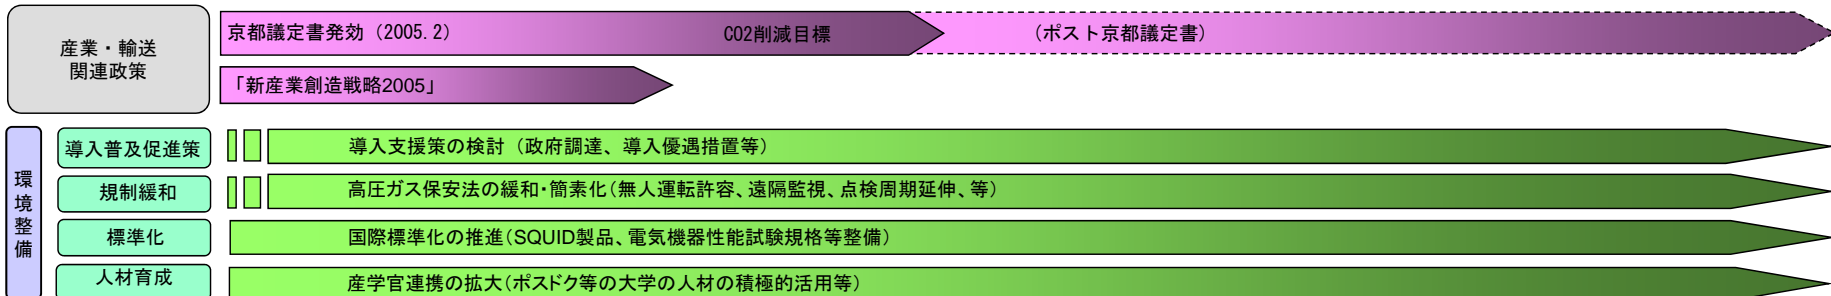 産業・輸送
関連政策
京都議定書発効（2005.2） CO2削減目標 （ポスト京都議定書）
「新産業創造戦略2005」
環境整備
導入普及促進策
導入支援策の検討（政府調達、導入優遇措置等）
規制緩和
高圧ガス保安法の緩和・簡素化（無人運転許容、遠隔監視、点検周期延伸、等）
標準化
国際標準化の推進（SQUID製品、電気機器性能試験規格等整備）
人材育成
産学官連携の拡大（ポスドク等の大学の人材の積極的活用等）